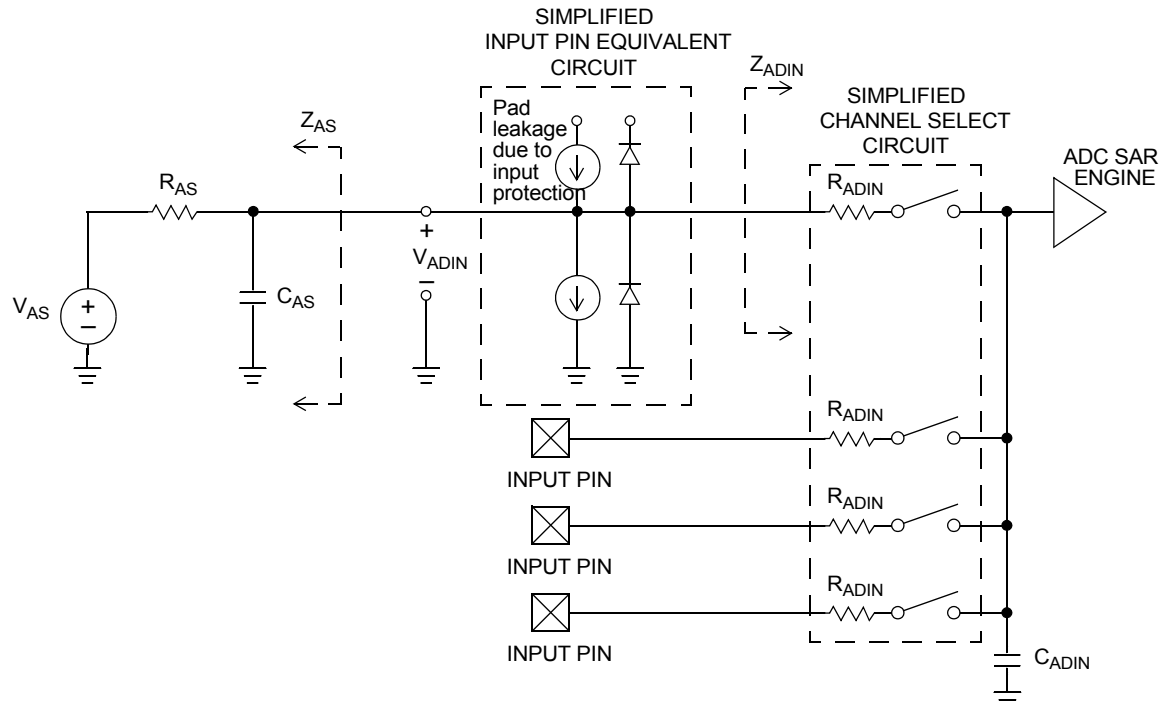 SIMPLIFIED
INPUT PIN EQUIVALENT
CIRCUIT
Pad
leakage
due to
input
protection
Z_AS
R_AS
V_AS
+
–
C_AS
+
V_ADIN
–
Z_ADIN
SIMPLIFIED
CHANNEL SELECT
CIRCUIT
R_ADIN
ADC SAR
ENGINE
R_ADIN
INPUT PIN
R_ADIN
INPUT PIN
R_ADIN
INPUT PIN
C_ADIN